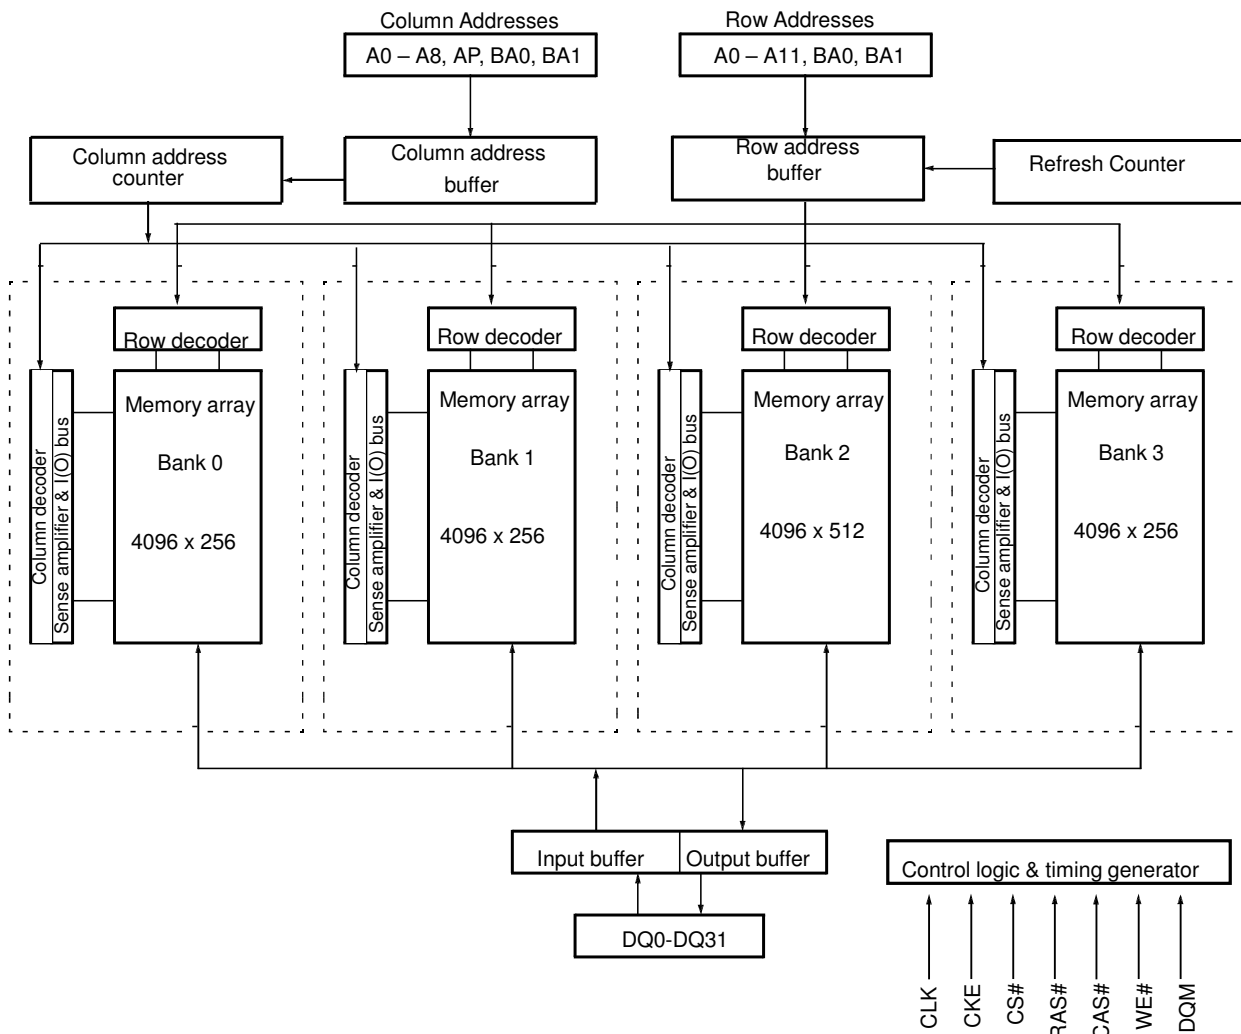 Column Addresses
Row Addresses
A0 – A8, AP, BA0, BA1
A0 – A11, BA0, BA1
Column address
counter
Column address
buffer
Row address
buffer
Refresh Counter
Row decoder
Row decoder
Row decoder
Row decoder
Column decoder
Sense amplifier & I(O) bus
Memory array
Bank 0
4096 x 256
Column decoder
Sense amplifier & I(O) bus
Memory array
Bank 1
4096 x 256
Column decoder
Sense amplifier & I(O) bus
Memory array
Bank 2
4096 x 512
Column decoder
Sense amplifier & I(O) bus
Memory array
Bank 3
4096 x 256
Input buffer
Output buffer
DQ0-DQ31
Control logic & timing generator
CLK
CKE
CS#
RAS#
CAS#
WE#
DQM